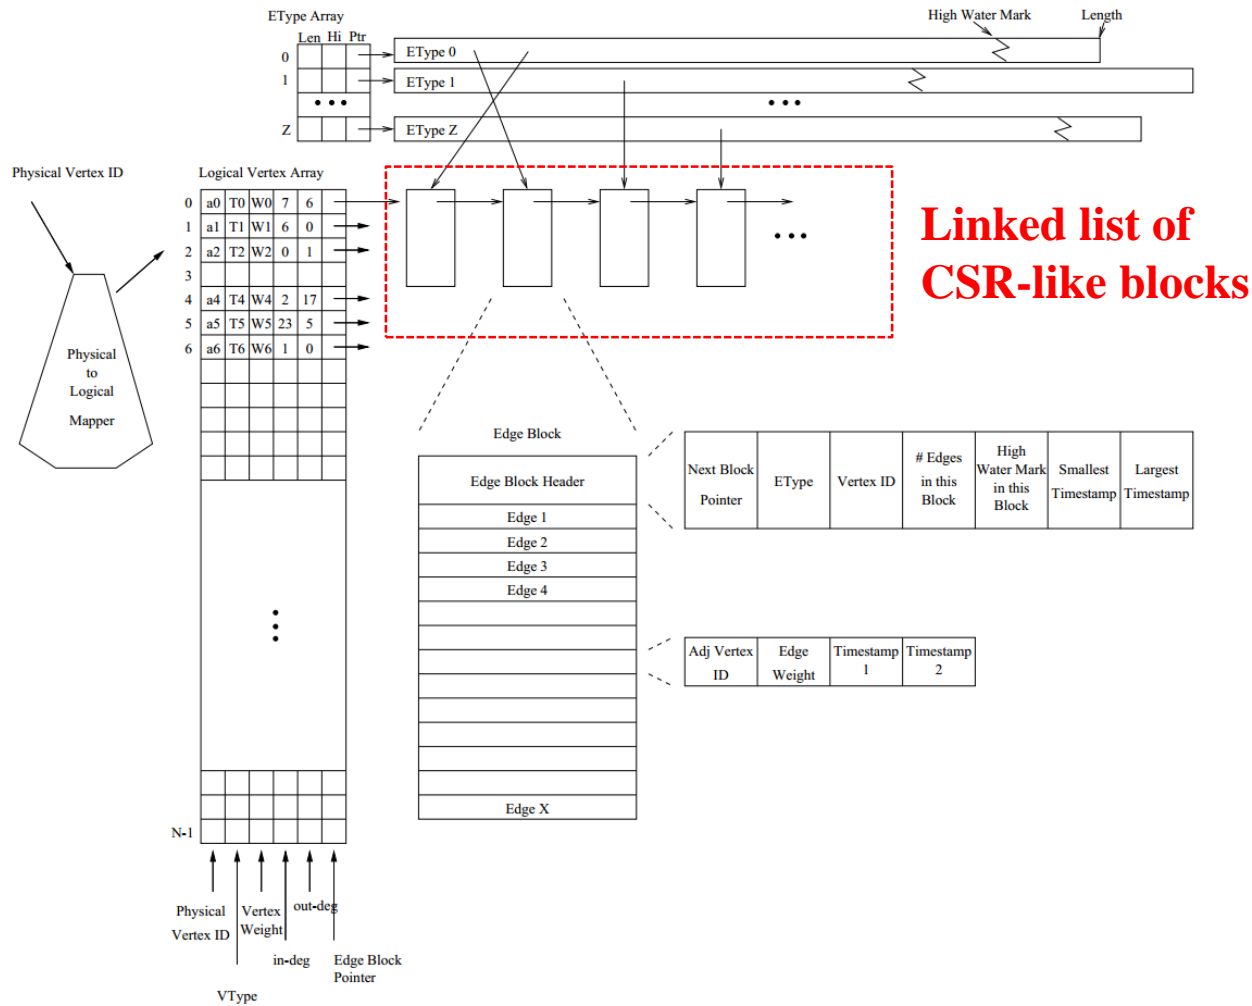 EType Array
High Water Mark
Length
Len Hi Ptr
0
EType 0
1
EType 1
• • •
• • •
Z
EType Z
Physical Vertex ID
Logical Vertex Array
0 a0 T0 W0 7 6
1 a1 T1 W1 6 0
2 a2 T2 W2 0 1
3
4 a4 T4 W4 2 17
5 a5 T5 W5 23 5
6 a6 T6 W6 1 0
• • •
Linked list of
CSR-like blocks
Physical
to
Logical
Mapper
Edge Block
Edge Block Header
Edge 1
Edge 2
Edge 3
Edge 4
Edge X
Next Block
Pointer
EType
Vertex ID
# Edges
in this
Block
High
Water Mark
in this
Block
Smallest
Timestamp
Largest
Timestamp
Adj Vertex
ID
Edge
Weight
Timestamp
1
Timestamp
2
N-1
Physical
Vertex ID
VType
Vertex
Weight
in-deg
out-deg
Edge Block
Pointer